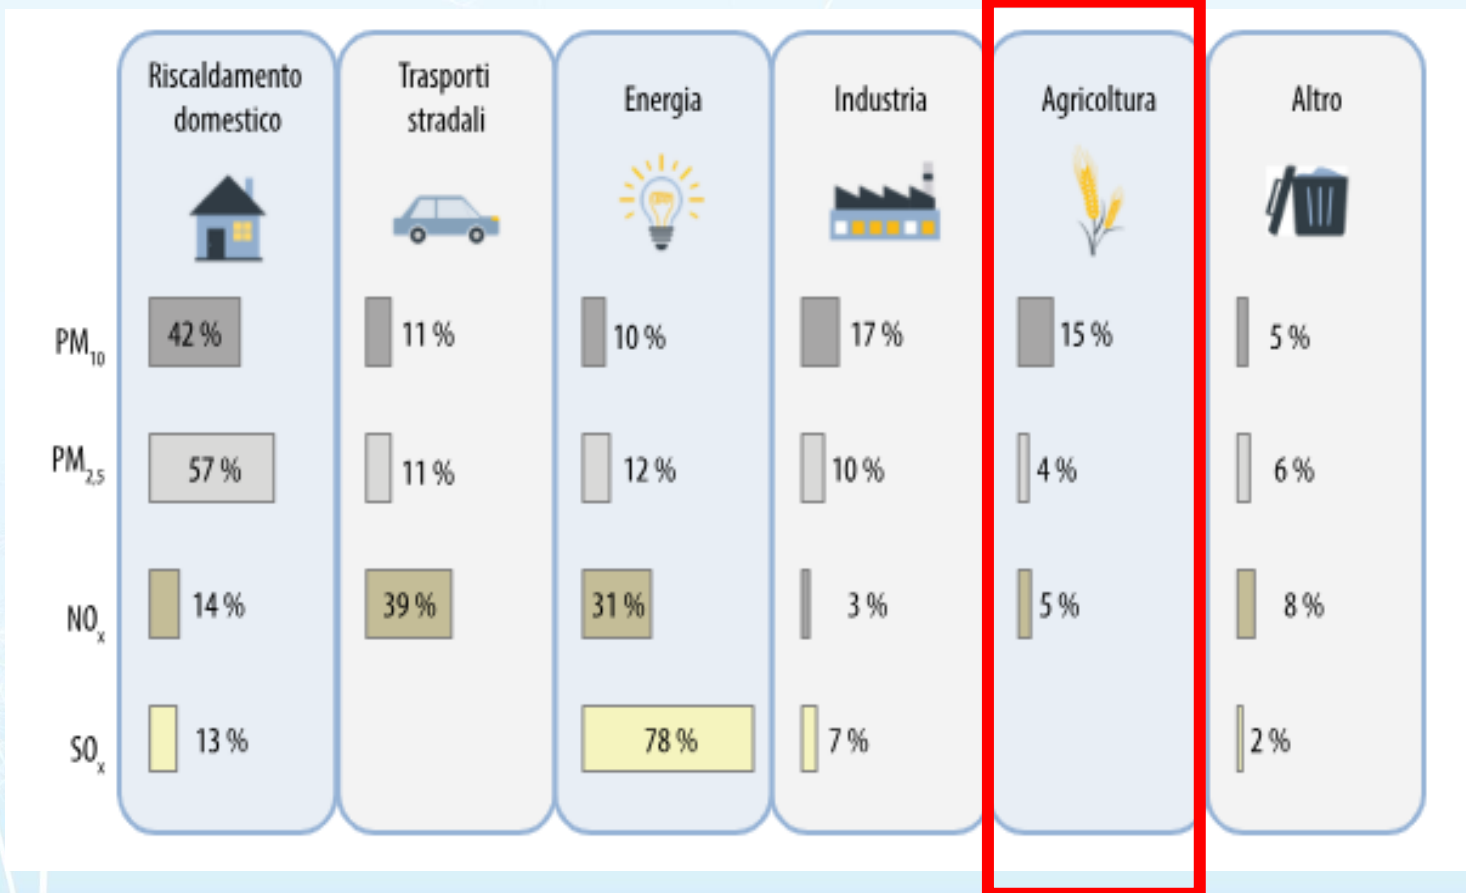 Riscaldamento
domestico
Trasporti
stradali
Energia
Industria
Agricoltura
Altro
PM10 42 % 11 % 10 % 17 % 15 % 5 %
PM2,5 57 % 11 % 12 % 10 % 4 % 6 %
NOx 14 % 39 % 31 % 3 % 5 % 8 %
SOx 13 % 78 % 7 % 2 %